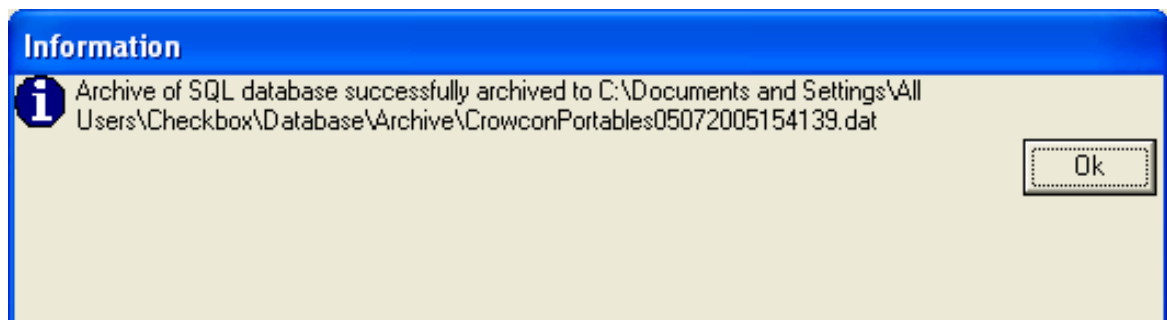 Information
Archive of SQL database successfully archived to C:\Documents and Settings\All
Users\Checkbox\Database\Archive\CrowconPortables05072005154139.dat
Ok